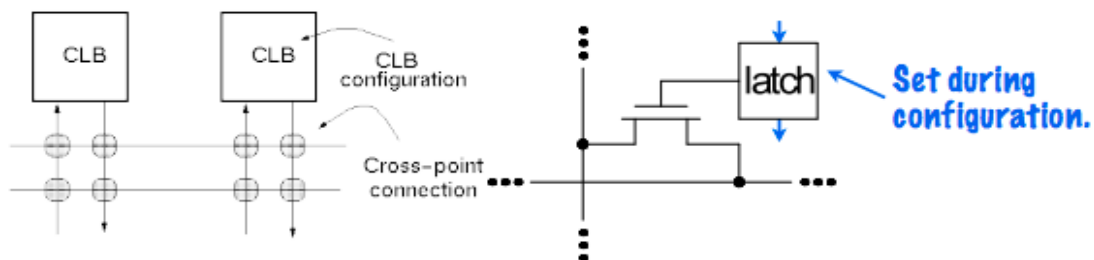 CLB
CLB
CLB
configuration
Cross-point
connection
latch
Set during
configuration.